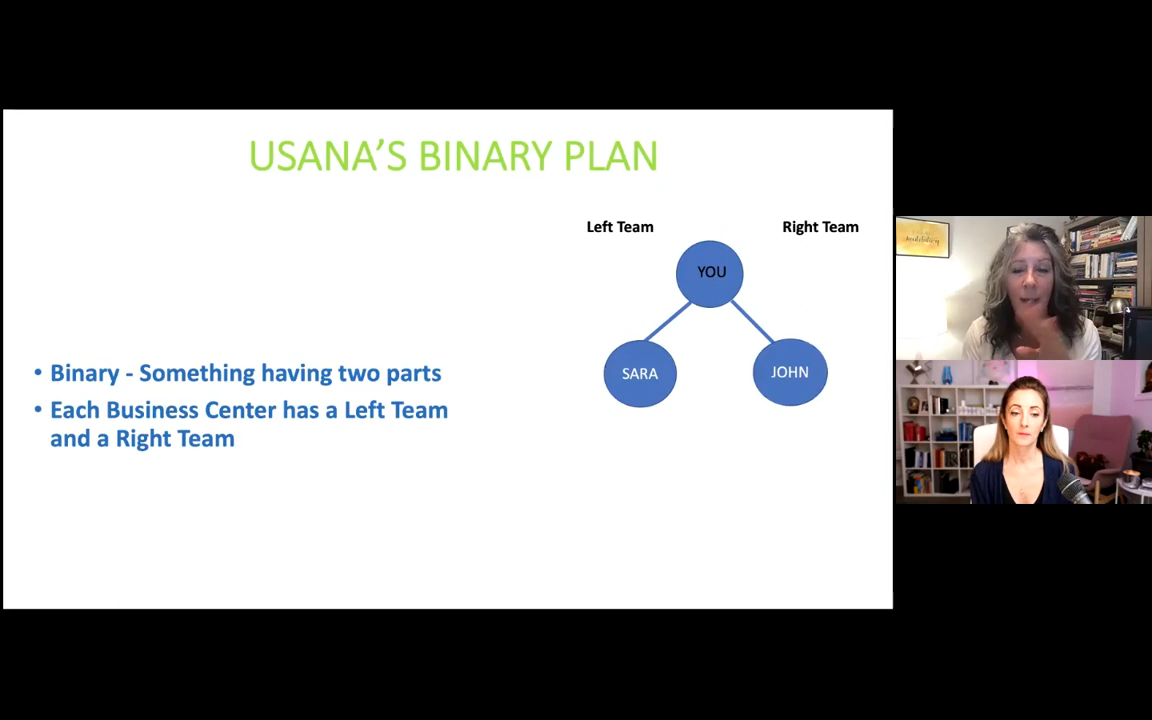 USANA’S BINARY PLAN
Left Team
Right Team
YOU
SARA
JOHN
• Binary - Something having two parts
• Each Business Center has a Left Team
and a Right Team